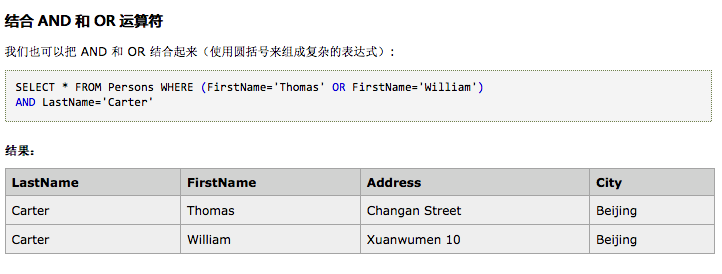 结合 AND 和 OR 运算符
我们也可以把 AND 和 OR 结合起来（使用圆括号来组成复杂的表达式）:
SELECT * FROM Persons WHERE (FirstName='Thomas' OR FirstName='William')
AND LastName='Carter'
结果：
LastName FirstName Address City
Carter Thomas Changan Street Beijing
Carter William Xuanwumen 10 Beijing